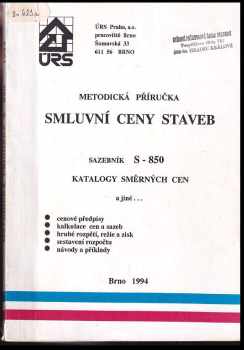 ÚRS Praha, a.s.
pracoviště Brno
Šumavská 33
611 56 BRNO
ÚRS
METODICKÁ PŘÍRUČKA
SMLUVNÍ CENY STAVEB
SAZEBNÍK S - 850
KATALOGY SMĚRNÝCH CEN
a jiné . . .
cenové předpisy
kalkulace cen a sazeb
hrubé rozpětí, režie a zisk
sestavení rozpočtu
návody a příklady
Brno 1994